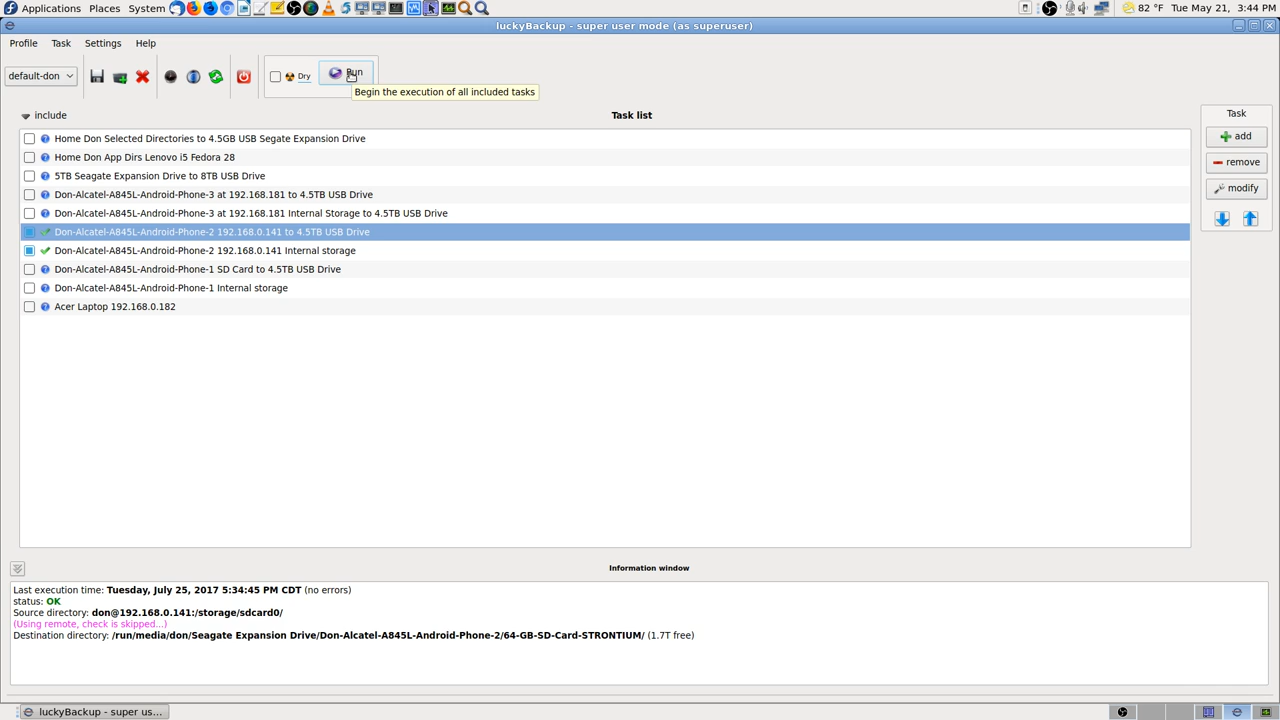 Applications Places System
82 °F Tue May 21, 3:44 PM
luckyBackup - super user mode (as superuser)
Profile Task Settings Help
default-don
Dry
Run
Begin the execution of all included tasks
include
Task list
Task
Home Don Selected Directories to 4.5GB USB Segate Expansion Drive
Home Don App Dirs Lenovo i5 Fedora 28
5TB Seagate Expansion Drive to 8TB USB Drive
Don-Alcatel-A845L-Android-Phone-3 at 192.168.181 to 4.5TB USB Drive
Don-Alcatel-A845L-Android-Phone-3 at 192.168.181 Internal Storage to 4.5TB USB Drive
Don-Alcatel-A845L-Android-Phone-2 192.168.0.141 to 4.5TB USB Drive
Don-Alcatel-A845L-Android-Phone-2 192.168.0.141 Internal storage
Don-Alcatel-A845L-Android-Phone-1 SD Card to 4.5TB USB Drive
Don-Alcatel-A845L-Android-Phone-1 Internal storage
Acer Laptop 192.168.0.182
add
remove
modify
Information window
Last execution time: Tuesday, July 25, 2017 5:34:45 PM CDT (no errors)
status: OK
Source directory: don@192.168.0.141:/storage/sdcard0/
(Using remote, check is skipped...)
Destination directory: /run/media/don/Seagate Expansion Drive/Don-Alcatel-A845L-Android-Phone-2/64-GB-SD-Card-STRONTIUM/ (1.7T free)
luckyBackup - super us...